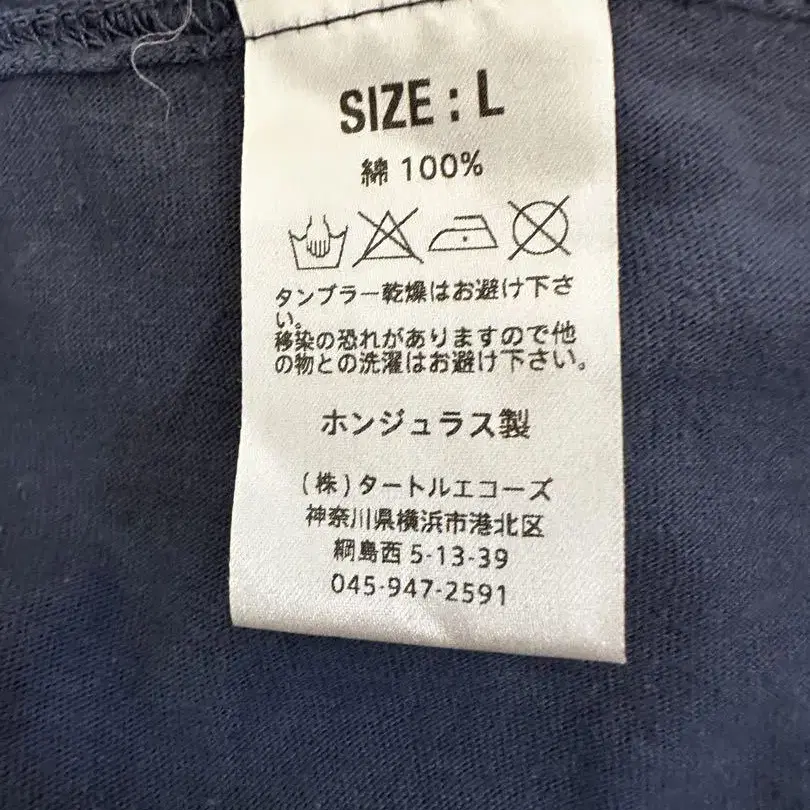 SIZE : L
綿 100%
タンブラー乾燥はお避け下さ
い。
移染の恐れがありますので他
の物との洗濯はお避け下さい。
ホンジュラス製
(株)タートルエコーズ
神奈川県横浜市港北区
綱島西 5-13-39
045-947-2591